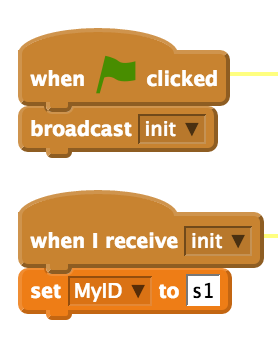 when clicked
broadcast init
when I receive init
set MyID to s1